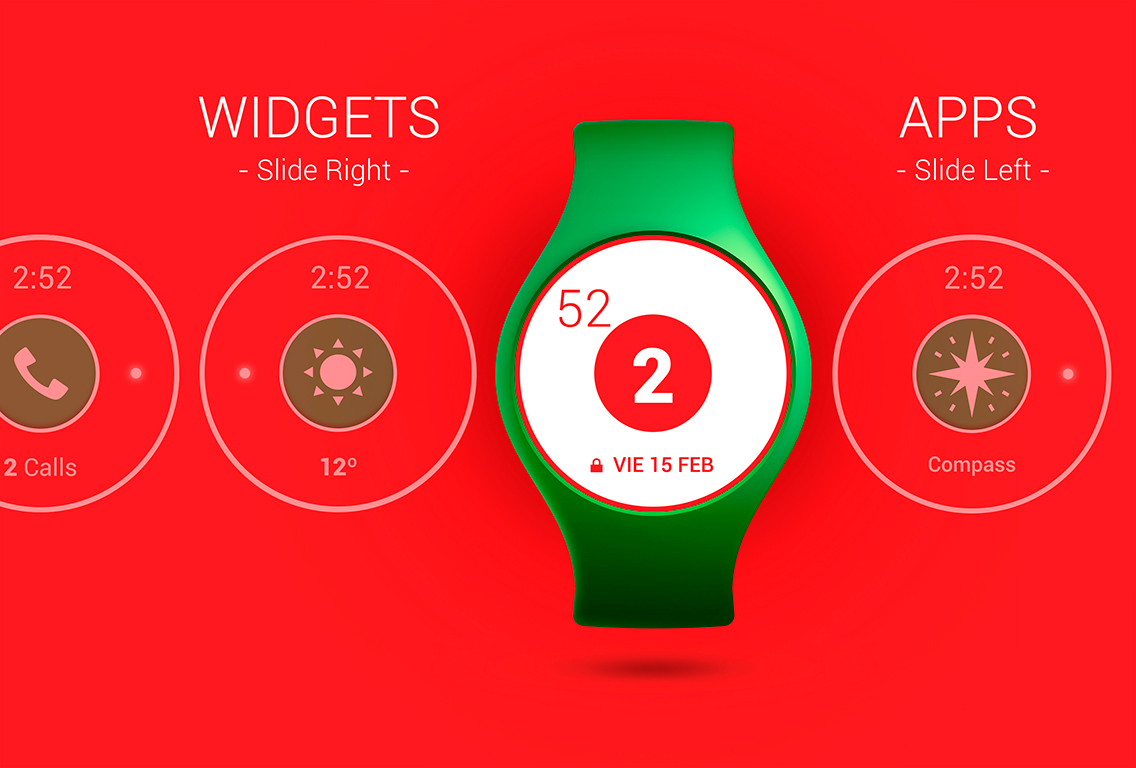 WIDGETS
- Slide Right -
APPS
- Slide Left -
2:52
2 Calls
2:52
12º
52
2
VIE 15 FEB
2:52
Compass